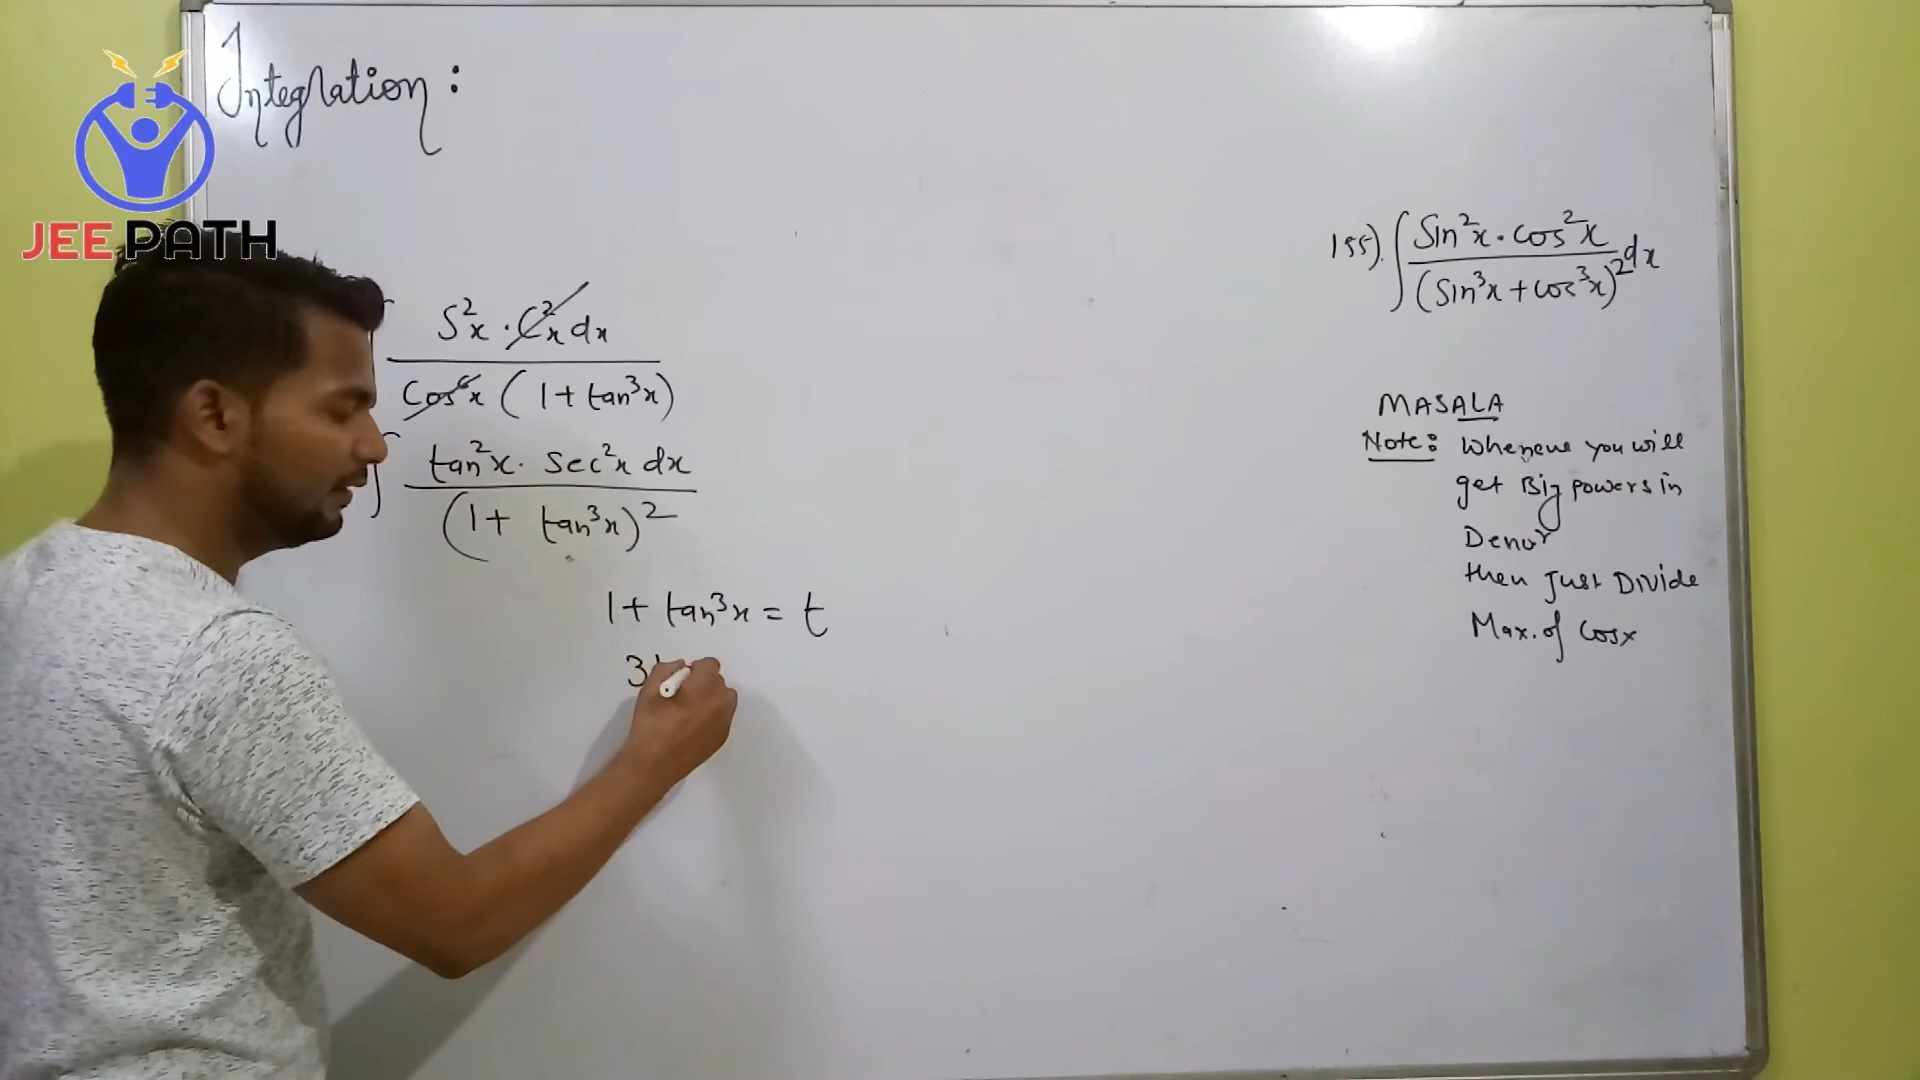 Integration :
JEE PATH
∫ S²x · C²x dx
cos⁶x ( 1 + tan³x)
∫ tan²x · sec²x dx
(1 + tan³x)²
1 + tan³x = t
3t
155). ∫ Sin²x · cos²x dx
(Sin³x + cos³x)²
MASALA
Note: Wheneve you will
get Big powers in
Denor
then Just Divide
Max. of cosx